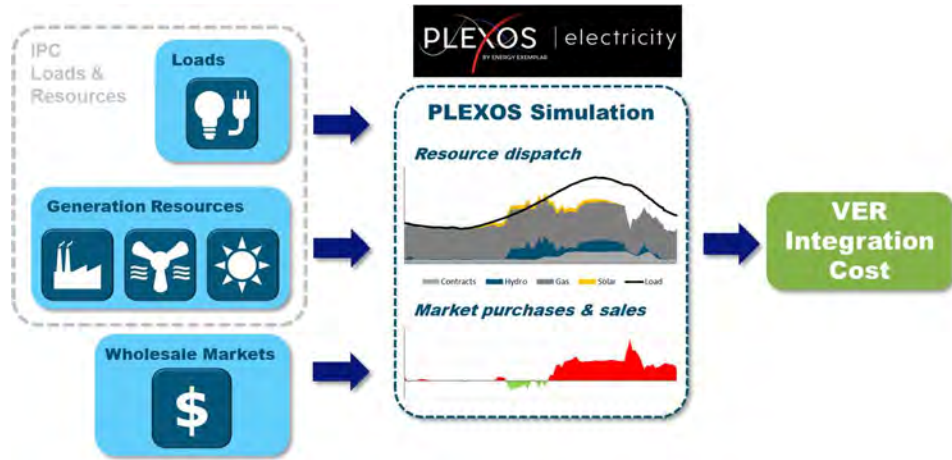 IPC
Loads &
Resources
Loads
Generation Resources
Wholesale Markets
$
PLEXOS | electricity
BY ENERGY EXEMPLAR
PLEXOS Simulation
Resource dispatch
Contracts Hydro Gas Solar Load
Market purchases & sales
VER
Integration
Cost